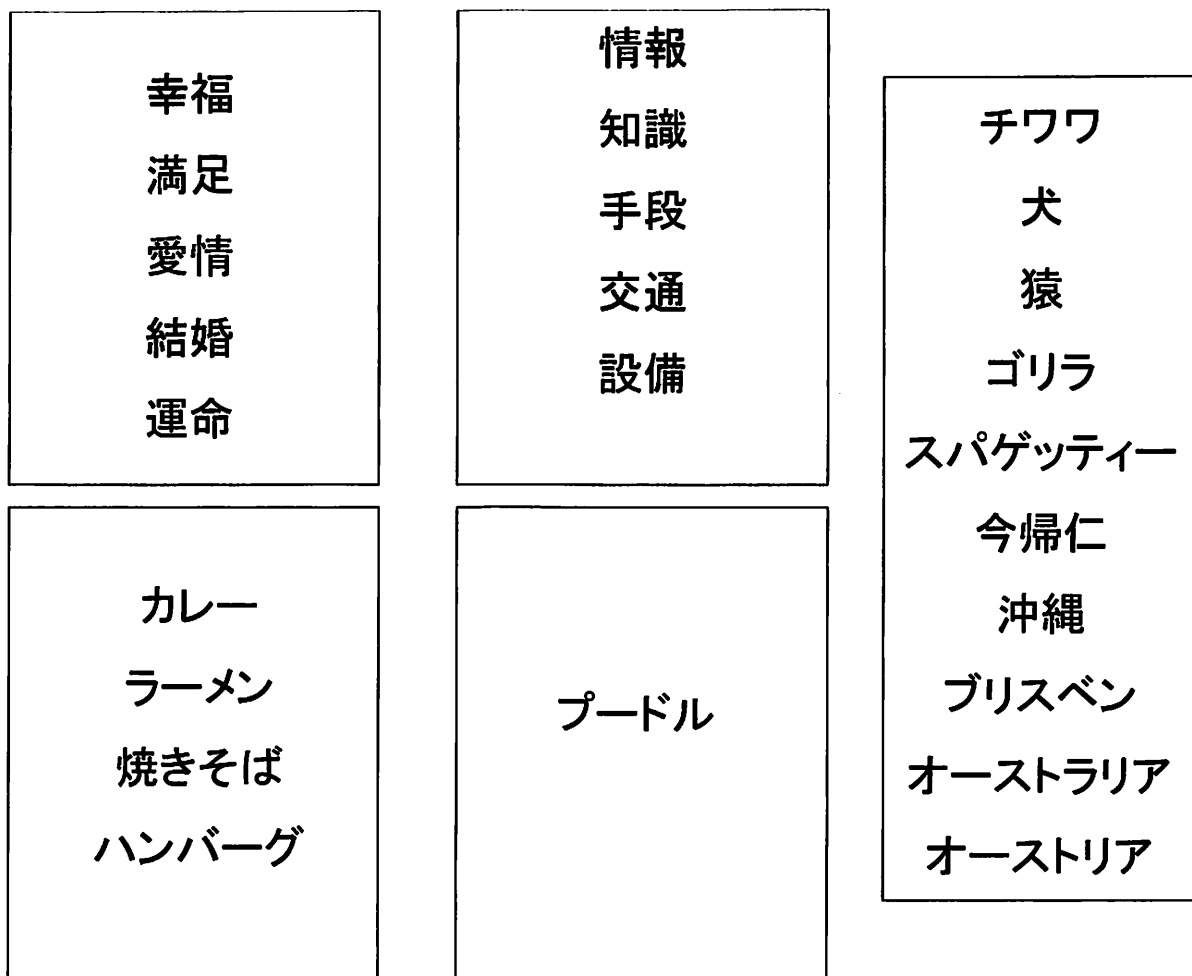 幸福
満足
愛情
結婚
運命
情報
知識
手段
交通
設備
カレー
ラーメン
焼きそば
ハンバーグ
プードル
チワワ
犬
猿
ゴリラ
スパゲッティー
今帰仁
沖縄
ブリスベン
オーストラリア
オーストリア